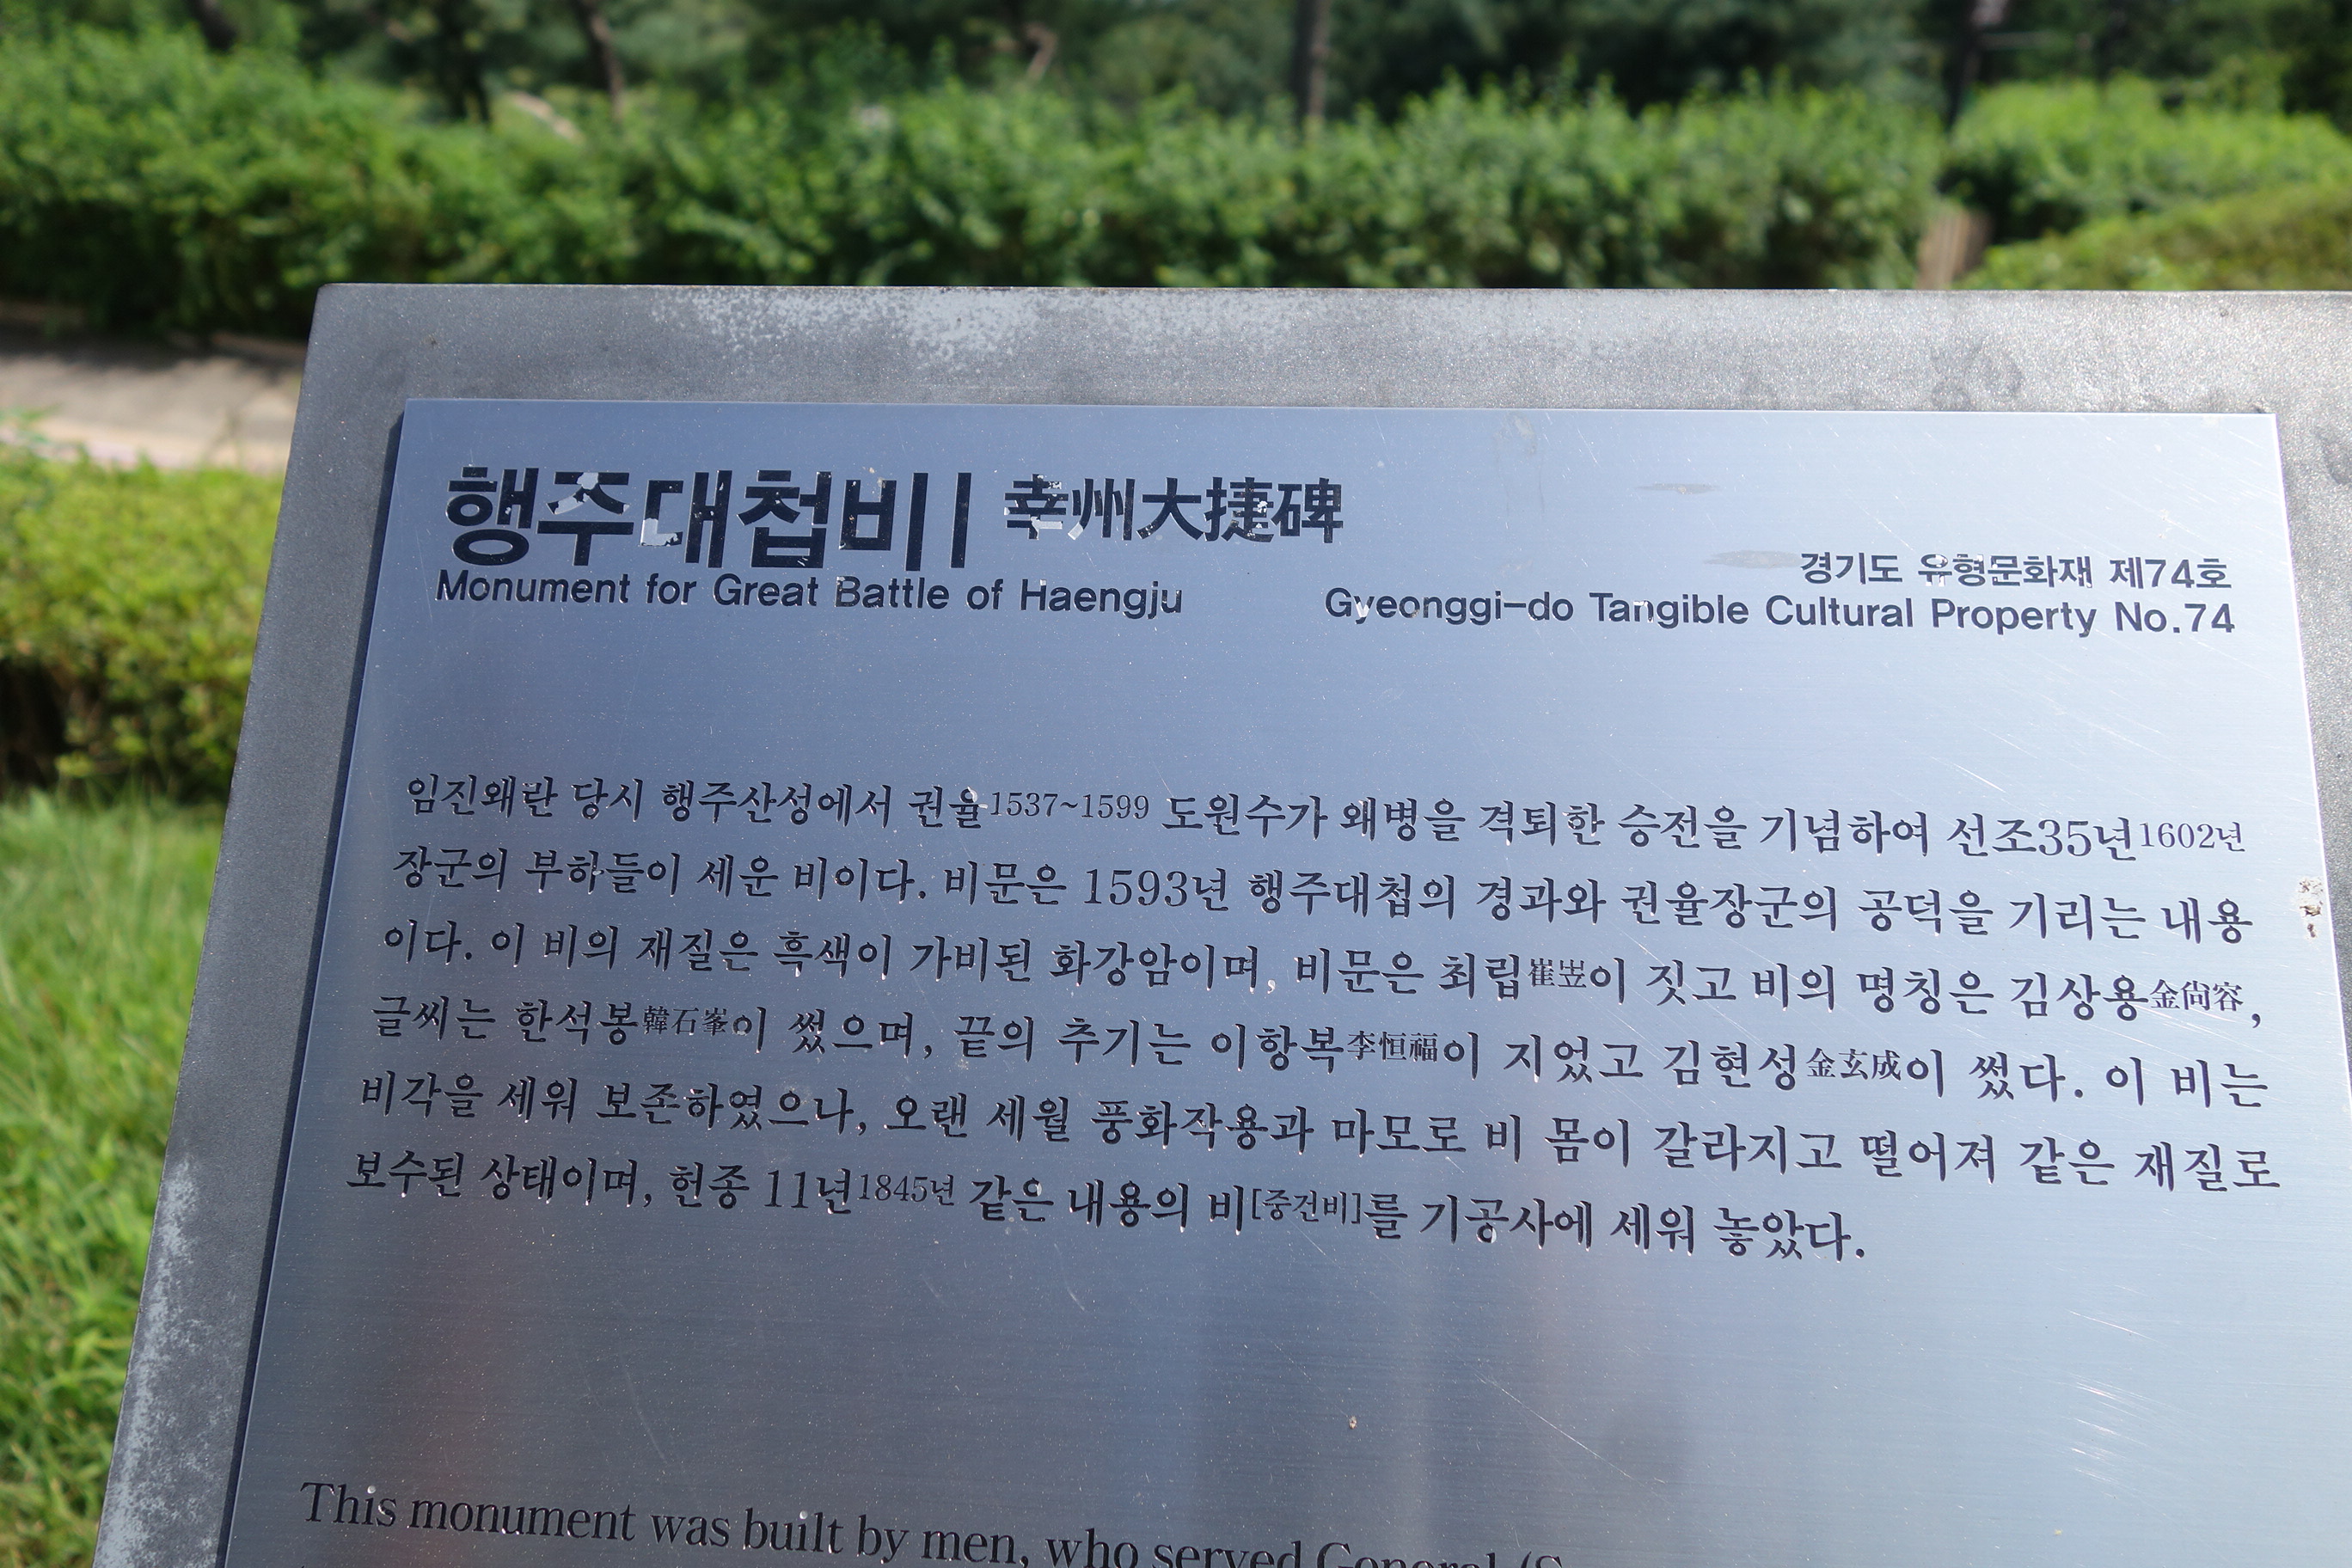 행주대첩비 | 幸州大捷碑
Monument for Great Battle of Haengju
경기도 유형문화재 제74호
Gyeonggi-do Tangible Cultural Property No.74
임진왜란 당시 행주산성에서 권율1537~1599 도원수가 왜병을 격퇴한 승전을 기념하여 선조35년1602년
장군의 부하들이 세운 비이다. 비문은 1593년 행주대첩의 경과와 권율장군의 공덕을 기리는 내용
이다. 이 비의 재질은 흑색이 가비된 화강암이며, 비문은 최립崔岦이 짓고 비의 명칭은 김상용金尙容,
글씨는 한석봉韓石峯이 썼으며, 끝의 추기는 이항복李恒福이 지었고 김현성金玄成이 썼다. 이 비는
비각을 세워 보존하였으나, 오랜 세월 풍화작용과 마모로 비 몸이 갈라지고 떨어져 같은 재질로
보수된 상태이며, 헌종 11년1845년 같은 내용의 비[중건비]를 기공사에 세워 놓았다.
This monument was built by men, who served General